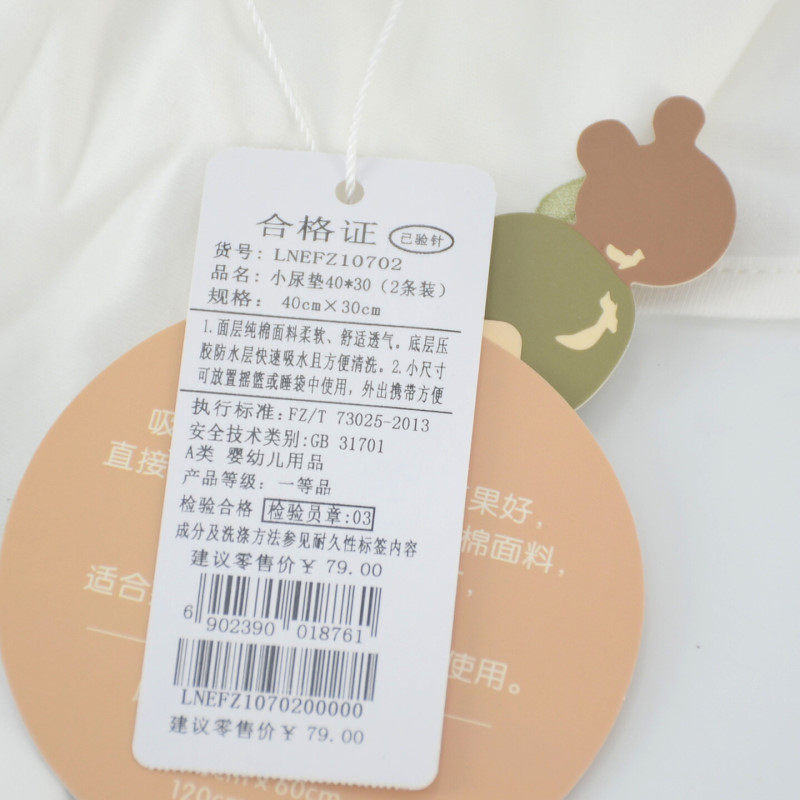 合格证 已验针
货号: LNEFZ10702
品名: 小尿垫40*30（2条装）
规格: 40cm×30cm
1.面层纯棉面料柔软、舒适透气。底层压
胶防水层快速吸水且方便清洗。2.小尺寸
可放置摇篮或睡袋中使用，外出携带方便
执行标准:FZ/T 73025-2013
安全技术类别:GB 31701
A类 婴幼儿用品
产品等级: 一等品
检验合格 检验员章:03
成分及洗涤方法参见耐久性标签内容
建议零售价¥ 79.00
6 902390 018761
LNEFZ1070200000
建议零售价¥ 79.00
吸
直接
果好，
棉面料，
适合
使用。
x 60cm
120c